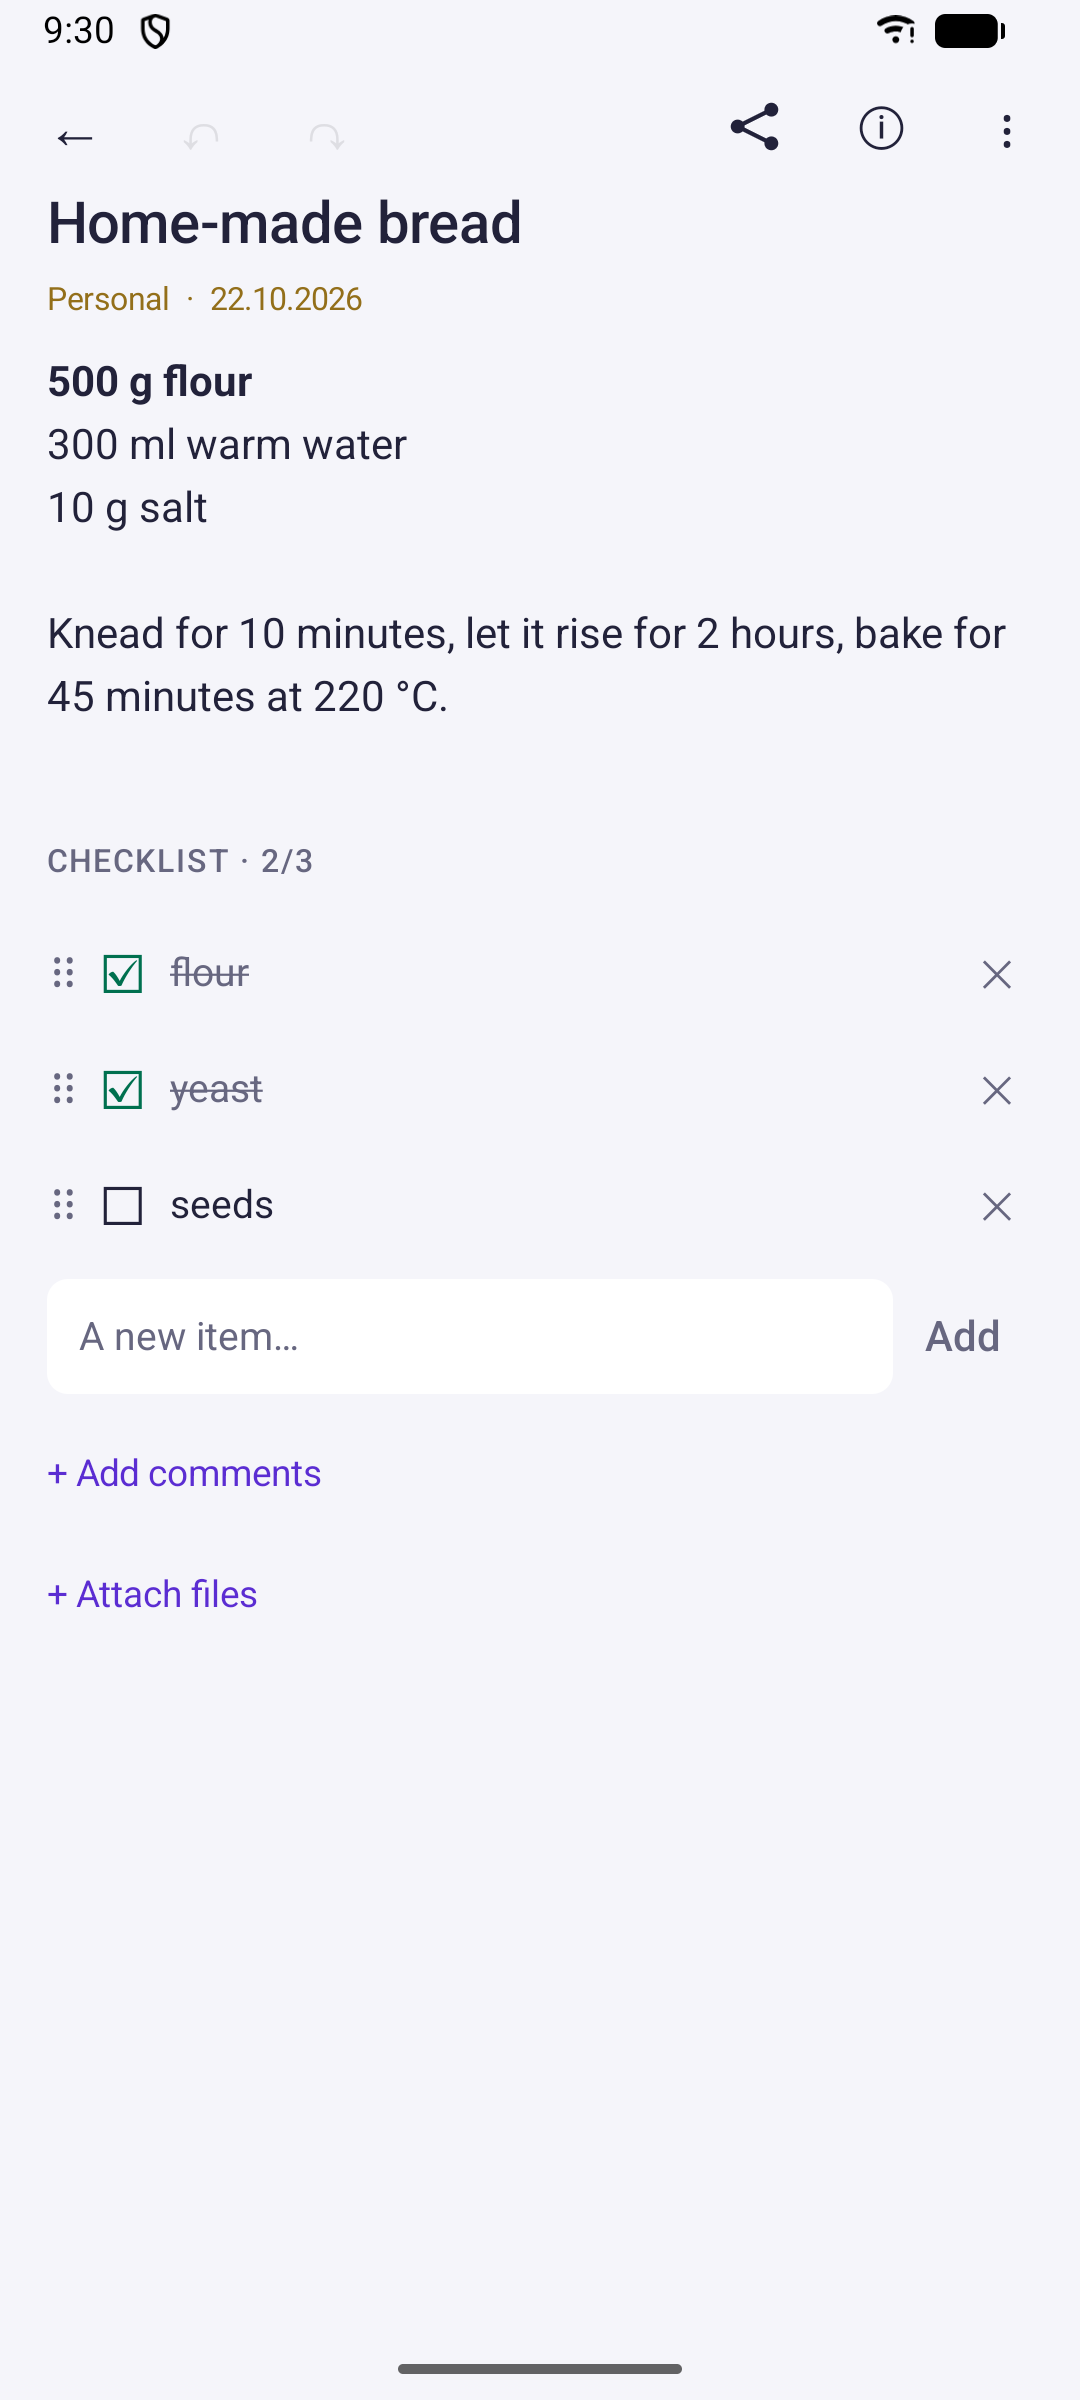 9:30
Home-made bread
Personal · 22.10.2026
500 g flour
300 ml warm water
10 g salt
Knead for 10 minutes, let it rise for 2 hours, bake for
45 minutes at 220 °C.
CHECKLIST · 2/3
flour
yeast
seeds
A new item…
Add
+ Add comments
+ Attach files